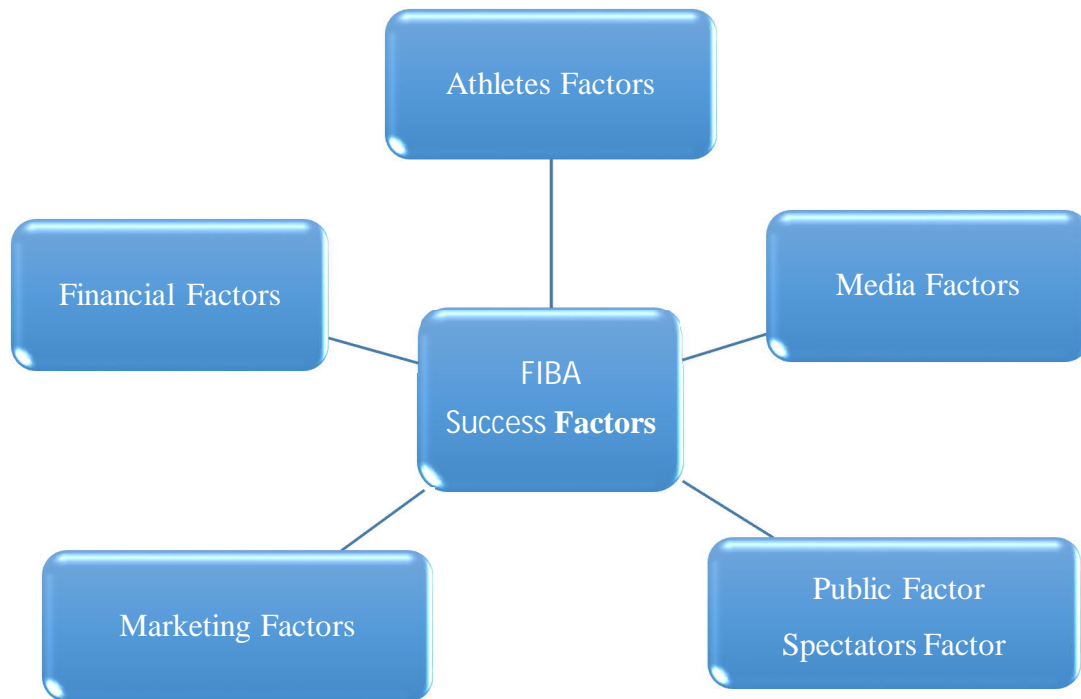 Athletes Factors
Financial Factors
Media Factors
FIBA
Success Factors
Marketing Factors
Public Factor
Spectators Factor